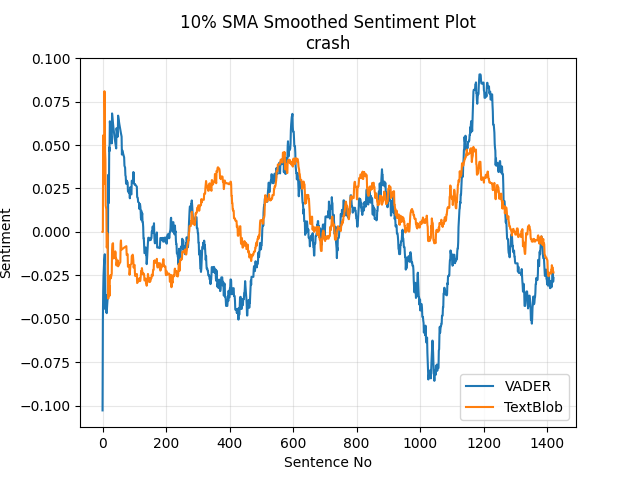 10% SMA Smoothed Sentiment Plot
crash
Sentiment
0.100
0.075
0.050
0.025
0.000
−0.025
−0.050
−0.075
−0.100
VADER
TextBlob
0 200 400 600 800 1000 1200 1400
Sentence No